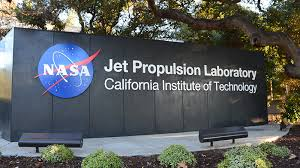 NASA
Jet Propulsion Laboratory
California Institute of Technology